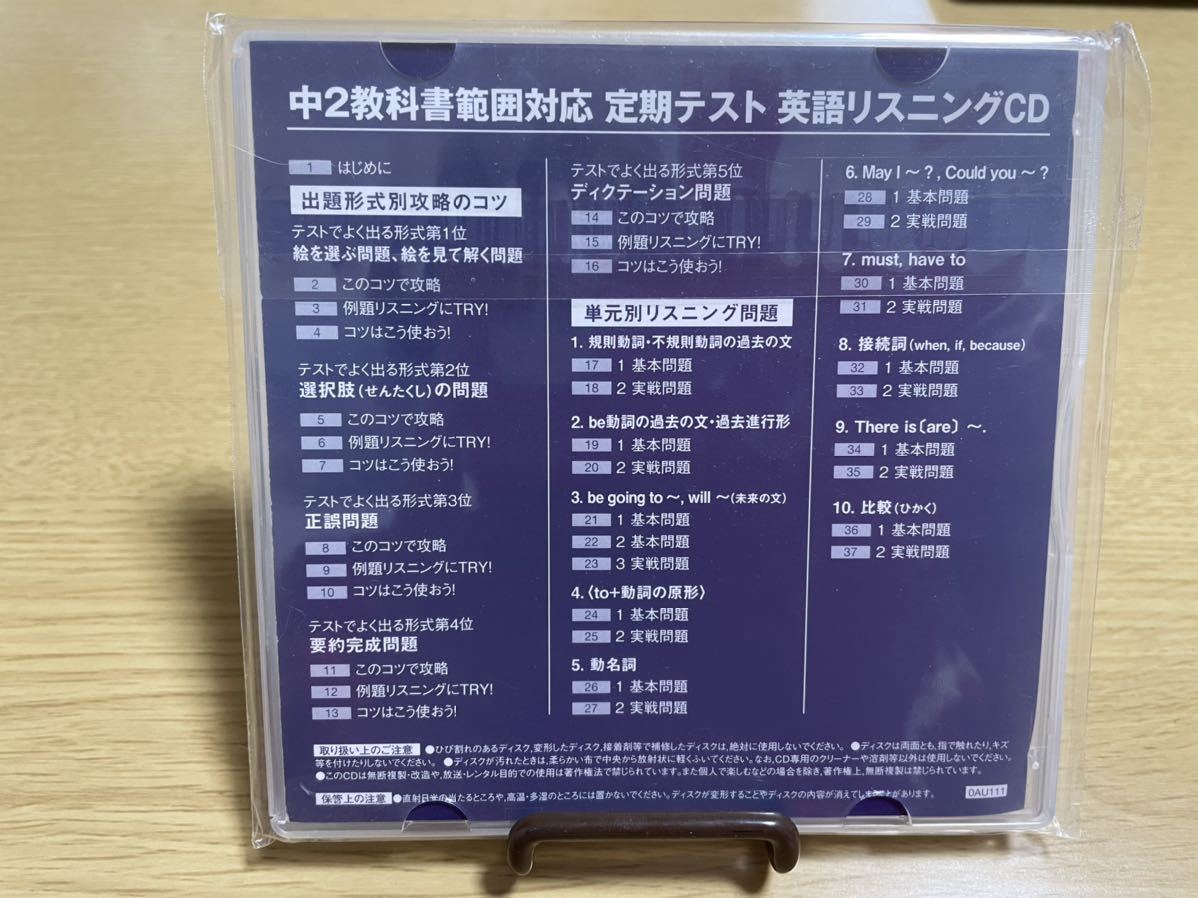 中2教科書範囲対応 定期テスト 英語リスニングCD
1 はじめに
出題形式別攻略のコツ
テストでよく出る形式第1位
絵を選ぶ問題、絵を見て解く問題
2 このコツで攻略
3 例題リスニングにTRY!
4 コツはこう使おう!
テストでよく出る形式第2位
選択肢(せんたくし)の問題
5 このコツで攻略
6 例題リスニングにTRY!
7 コツはこう使おう!
テストでよく出る形式第3位
正誤問題
8 このコツで攻略
9 例題リスニングにTRY!
10 コツはこう使おう!
テストでよく出る形式第4位
要約完成問題
11 このコツで攻略
12 例題リスニングにTRY!
13 コツはこう使おう!
テストでよく出る形式第5位
ディクテーション問題
14 このコツで攻略
15 例題リスニングにTRY!
16 コツはこう使おう!
単元別リスニング問題
1. 規則動詞・不規則動詞の過去の文
17 1 基本問題
18 2 実戦問題
2. be動詞の過去の文・過去進行形
19 1 基本問題
20 2 実戦問題
3. be going to ～, will ～(未来の文)
21 1 基本問題
22 2 基本問題
23 3 実戦問題
4.〈to+動詞の原形〉
24 1 基本問題
25 2 実戦問題
5. 動名詞
26 1 基本問題
27 2 実戦問題
6. May I ～ ? , Could you ～ ?
28 1 基本問題
29 2 実戦問題
7. must, have to
30 1 基本問題
31 2 実戦問題
8. 接続詞(when, if, because)
32 1 基本問題
33 2 実戦問題
9. There is〔are〕 ～.
34 1 基本問題
35 2 実戦問題
10. 比較(ひかく)
36 1 基本問題
37 2 実戦問題
取り扱い上のご注意 ●ひび割れのあるディスク、変形したディスク、接着剤等で補修したディスクは、絶対に使用しないでください。 ●ディスクは両面とも、指で触れたり、キズ
等を付けたりしないでください。 ●ディスクが汚れたときは、柔らかい布で中央から放射状に軽くふいてください。なお、CD専用のクリーナーや溶剤等以外は使用しないでください。
●このCDは無断複製・改造や、放送・レンタル目的での使用は著作権法で禁じられています。また個人で楽しむなどの場合を除き、著作権上、無断複製は禁じられています。
保管上の注意 ●直射日光の当たるところや、高温・多湿のところには置かないでください。ディスクが変形することやディスクの内容が消えてしまうことがあります。 0AU111